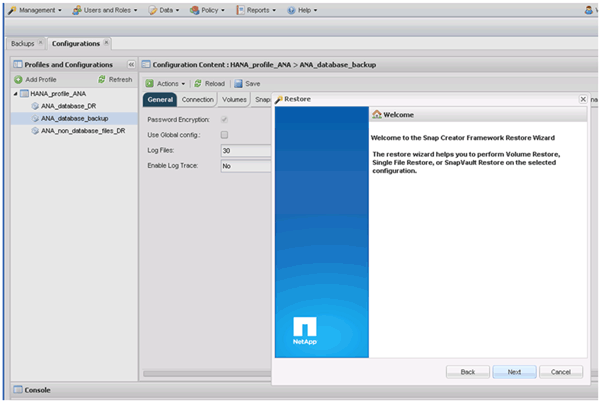 Management Users and Roles Data Policy Reports Help
Backups Configurations
Profiles and Configurations
Configuration Content : HANA_profile_ANA > ANA_database_backup
Add Profile Refresh
Actions Reload Save
HANA_profile_ANA
ANA_database_DR
ANA_database_backup
ANA_non_database_files_DR
General Connection Volumes Snap
Password Encryption:
Use Global config.:
Log Files: 30
Enable Log Trace: No
Restore
Welcome
Welcome to the Snap Creator Framework Restore Wizard
The restore wizard helps you to perform Volume Restore,
Single File Restore, or SnapVault Restore on the selected
configuration.
NetApp
Back Next Cancel
Console